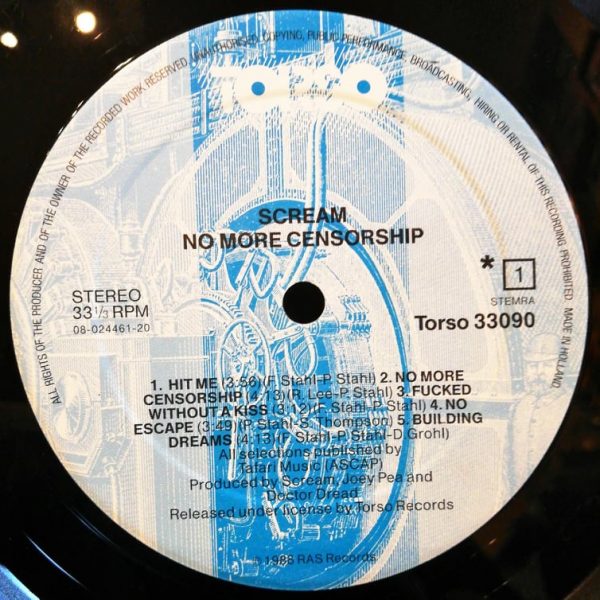 ALL RIGHTS OF THE PRODUCER AND OF THE OWNER OF THE RECORDED WORK RESERVED. UNAUTHORISED COPYING, PUBLIC PERFORMANCE, BROADCASTING, HIRING OR RENTAL OF THIS RECORDING PROHIBITED. MADE IN HOLLAND
TORSO
SCREAM
NO MORE CENSORSHIP
STEREO
33 1/3 RPM
08-024461-20
* 1
STEMRA
Torso 33090
1. HIT ME (3:56) (F. Stahl-P. Stahl) 2. NO MORE
CENSORSHIP (4:13) (R. Lee-P. Stahl) 3. FUCKED
WITHOUT A KISS (3:12) (F. Stahl-P. Stahl) 4. NO
ESCAPE (3:49) (P. Stahl-S. Thompson) 5. BUILDING
DREAMS (4:13) (F. Stahl-P. Stahl-D. Grohl)
All selections published by
Tafari Music (ASCAP)
Produced by Scream, Joey Pea and
Doctor Dread
Released under license by Torso Records
℗ 1988 RAS Records